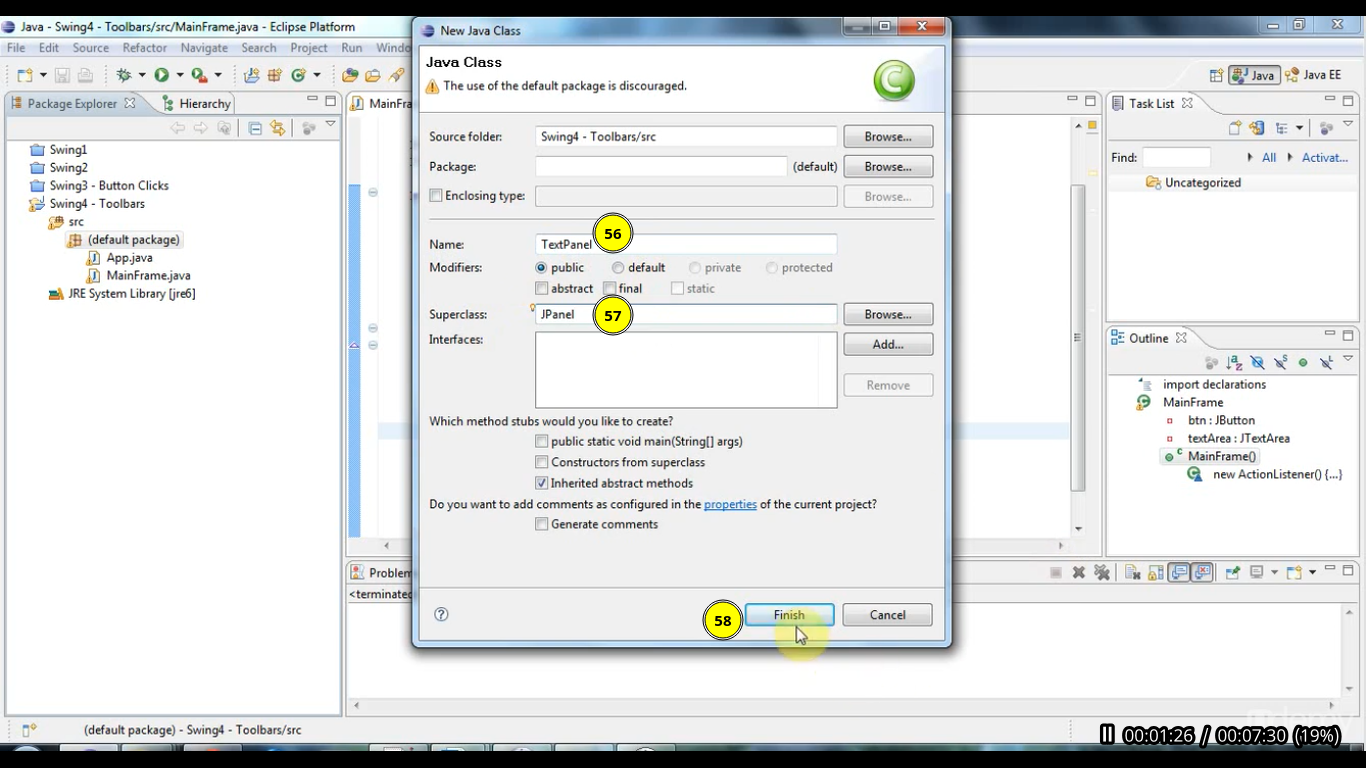 Java - Swing4 - Toolbars/src/MainFrame.java - Eclipse Platform
File Edit Source Refactor Navigate Search Project Run Windo
Java Java EE
Package Explorer Hierarchy
Swing1
Swing2
Swing3 - Button Clicks
Swing4 - Toolbars
src
(default package)
App.java
MainFrame.java
JRE System Library [jre6]
MainFra
New Java Class
Java Class
The use of the default package is discouraged.
Source folder: Swing4 - Toolbars/src Browse...
Package: (default) Browse...
Enclosing type: Browse...
Name: TextPanel 56
Modifiers: public default private protected
abstract final static
Superclass: JPanel 57 Browse...
Interfaces: Add...
Remove
Which method stubs would you like to create?
public static void main(String[] args)
Constructors from superclass
Inherited abstract methods
Do you want to add comments as configured in the properties of the current project?
Generate comments
58 Finish Cancel
Task List
Find: All Activat...
Uncategorized
Outline
import declarations
MainFrame
btn : JButton
textArea : JTextArea
MainFrame()
new ActionListener() {...}
Problem
<terminated
(default package) - Swing4 - Toolbars/src
00:01:26 / 00:07:30 (19%)